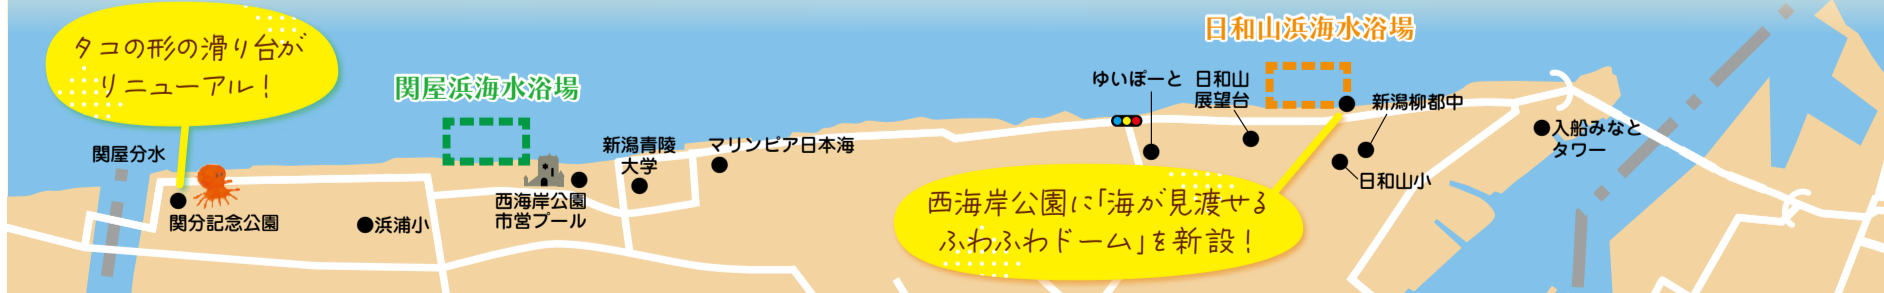 タコの形の滑り台が
リニューアル!
関屋浜海水浴場
日和山浜海水浴場
関屋分水
関分記念公園
浜浦小
西海岸公園
市営プール
新潟青陵
大学
マリンピア日本海
ゆいぽーと
日和山
展望台
新潟柳都中
日和山小
入船みなと
タワー
西海岸公園に「海が見渡せる
ふわふわドーム」を新設!